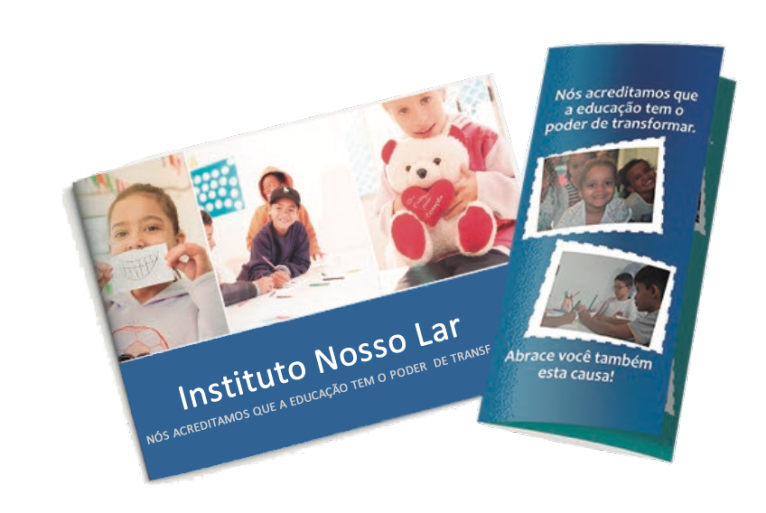 Instituto Nosso Lar
NÓS ACREDITAMOS QUE A EDUCAÇÃO TEM O PODER DE TRANSF
Nós acreditamos que
a educação tem o
poder de transformar.
Abrace você também
esta causa!